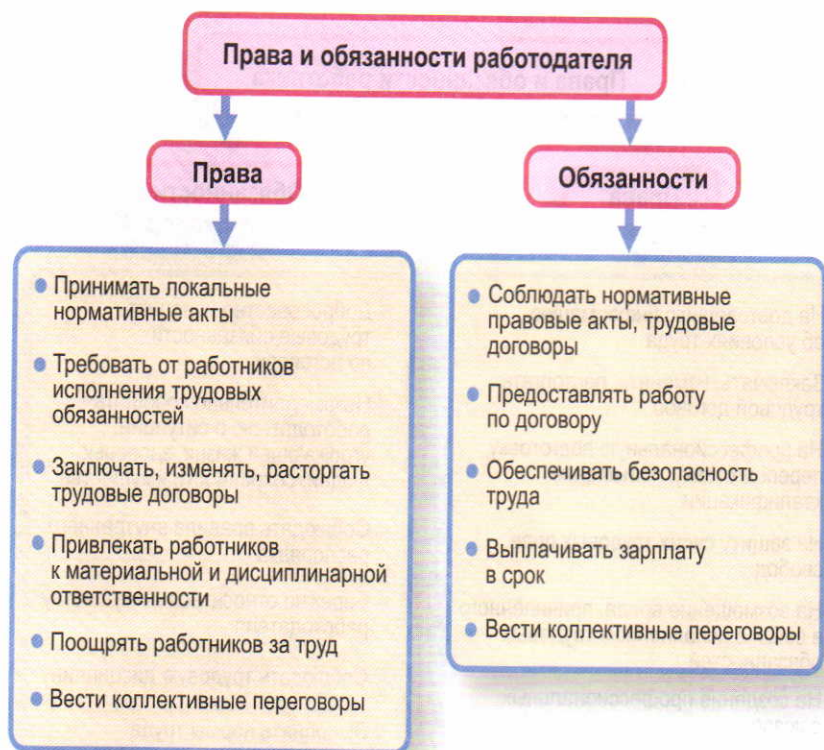 Права и обязанности работодателя
Права
Принимать локальные
нормативные акты
Требовать от работников
исполнения трудовых
обязанностей
Заключать, изменять, расторгать
трудовые договоры
Привлекать работников
к материальной и дисциплинарной
ответственности
Поощрять работников за труд
Вести коллективные переговоры
Обязанности
Соблюдать нормативные
правовые акты, трудовые
договоры
Предоставлять работу
по договору
Обеспечивать безопасность
труда
Выплачивать зарплату
в срок
Вести коллективные переговоры